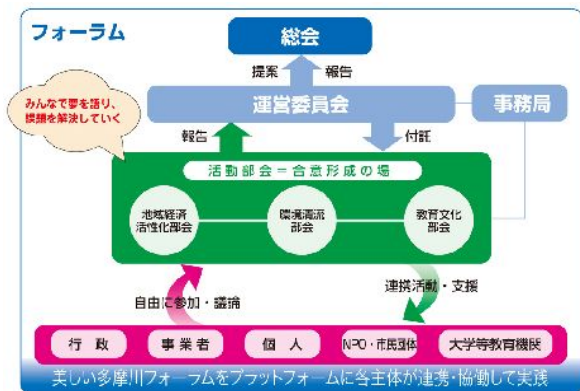 フォーラム
総会
提案
報告
運営委員会
事務局
みんなで夢を語り、
課題を解決していく
報告
付託
活動部会＝合意形成の場
地域経済
活性化部会
環境清流
部会
教育文化
部会
自由に参加・議論
連携活動・支援
行政
事業者
個人
NPO・市民団体
大学等教育機関
美しい多摩川フォーラムをプラットフォームに各主体が連携・協働して実践